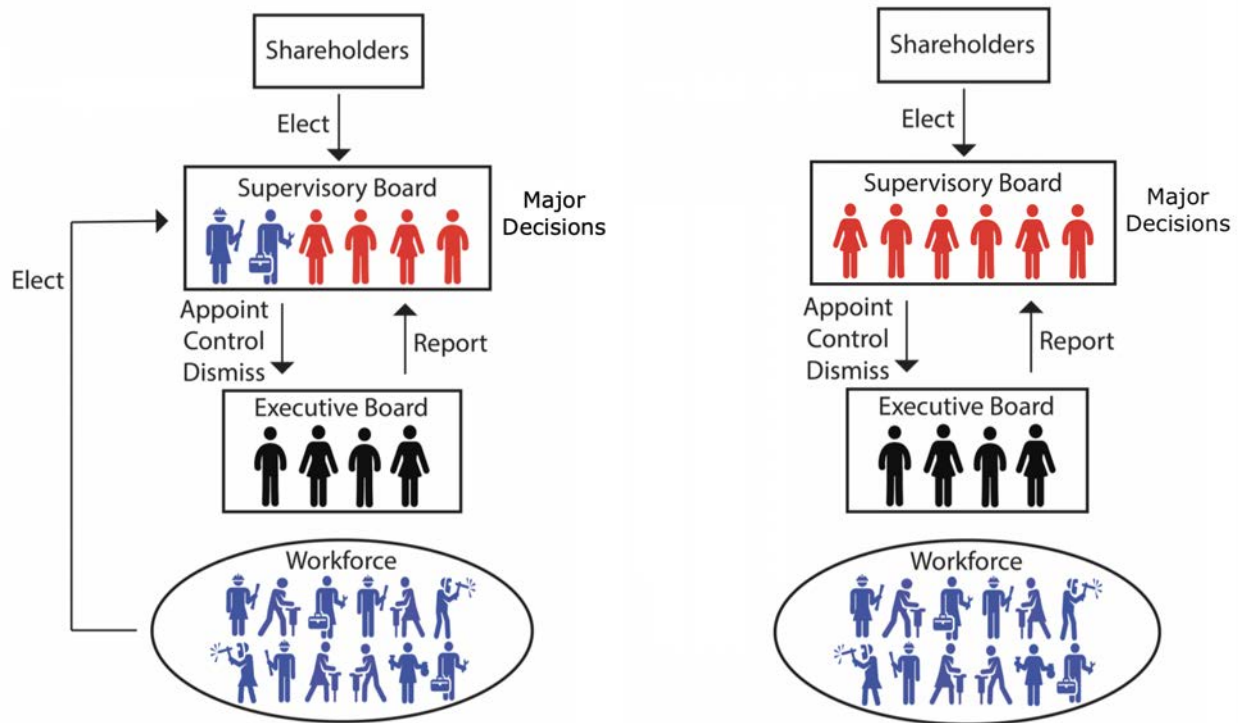 Shareholders
Elect
Supervisory Board
Major
Decisions
Elect
Appoint
Control
Dismiss
Report
Executive Board
Workforce
Shareholders
Elect
Supervisory Board
Major
Decisions
Appoint
Control
Dismiss
Report
Executive Board
Workforce